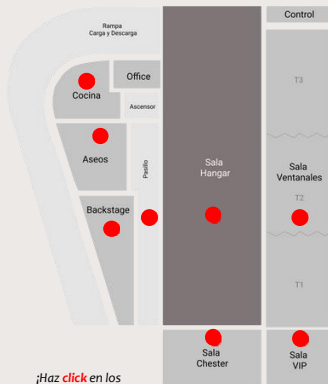 Rampa
Carga y Descarga
Control
Office
Cocina
Ascensor
T3
Aseos
Pasillo
Sala
Hangar
Sala
Ventanales
T2
Backstage
T1
Sala
Chester
Sala
VIP
¡Haz click en los